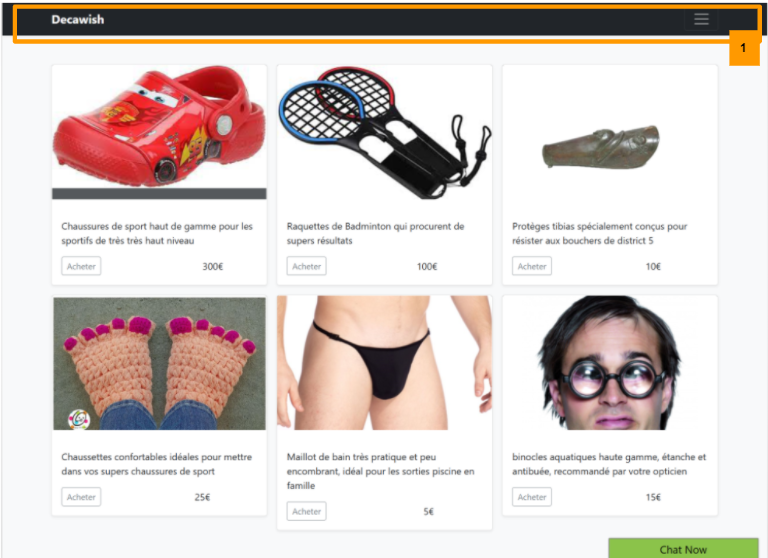 Decawish
1
Chaussures de sport haut de gamme pour les
sportifs de très très haut niveau
Acheter 300€
Raquettes de Badminton qui procurent de
supers résultats
Acheter 100€
Protèges tibias spécialement conçus pour
résister aux bouchers de district 5
Acheter 10€
Chaussettes confortables idéales pour mettre
dans vos supers chaussures de sport
Acheter 25€
Maillot de bain très pratique et peu
encombrant, idéal pour les sorties piscine en
famille
Acheter 5€
binocles aquatiques haute gamme, étanche et
antibuée, recommandé par votre opticien
Acheter 15€
Chat Now